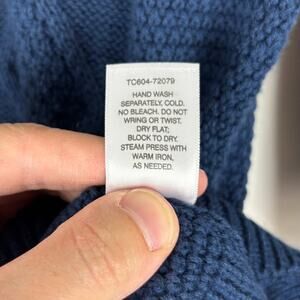 TC604-72079
HAND WASH
SEPARATELY, COLD.
NO BLEACH. DO NOT
WRING OR TWIST.
DRY FLAT;
BLOCK TO DRY.
STEAM PRESS WITH
WARM IRON,
AS NEEDED.